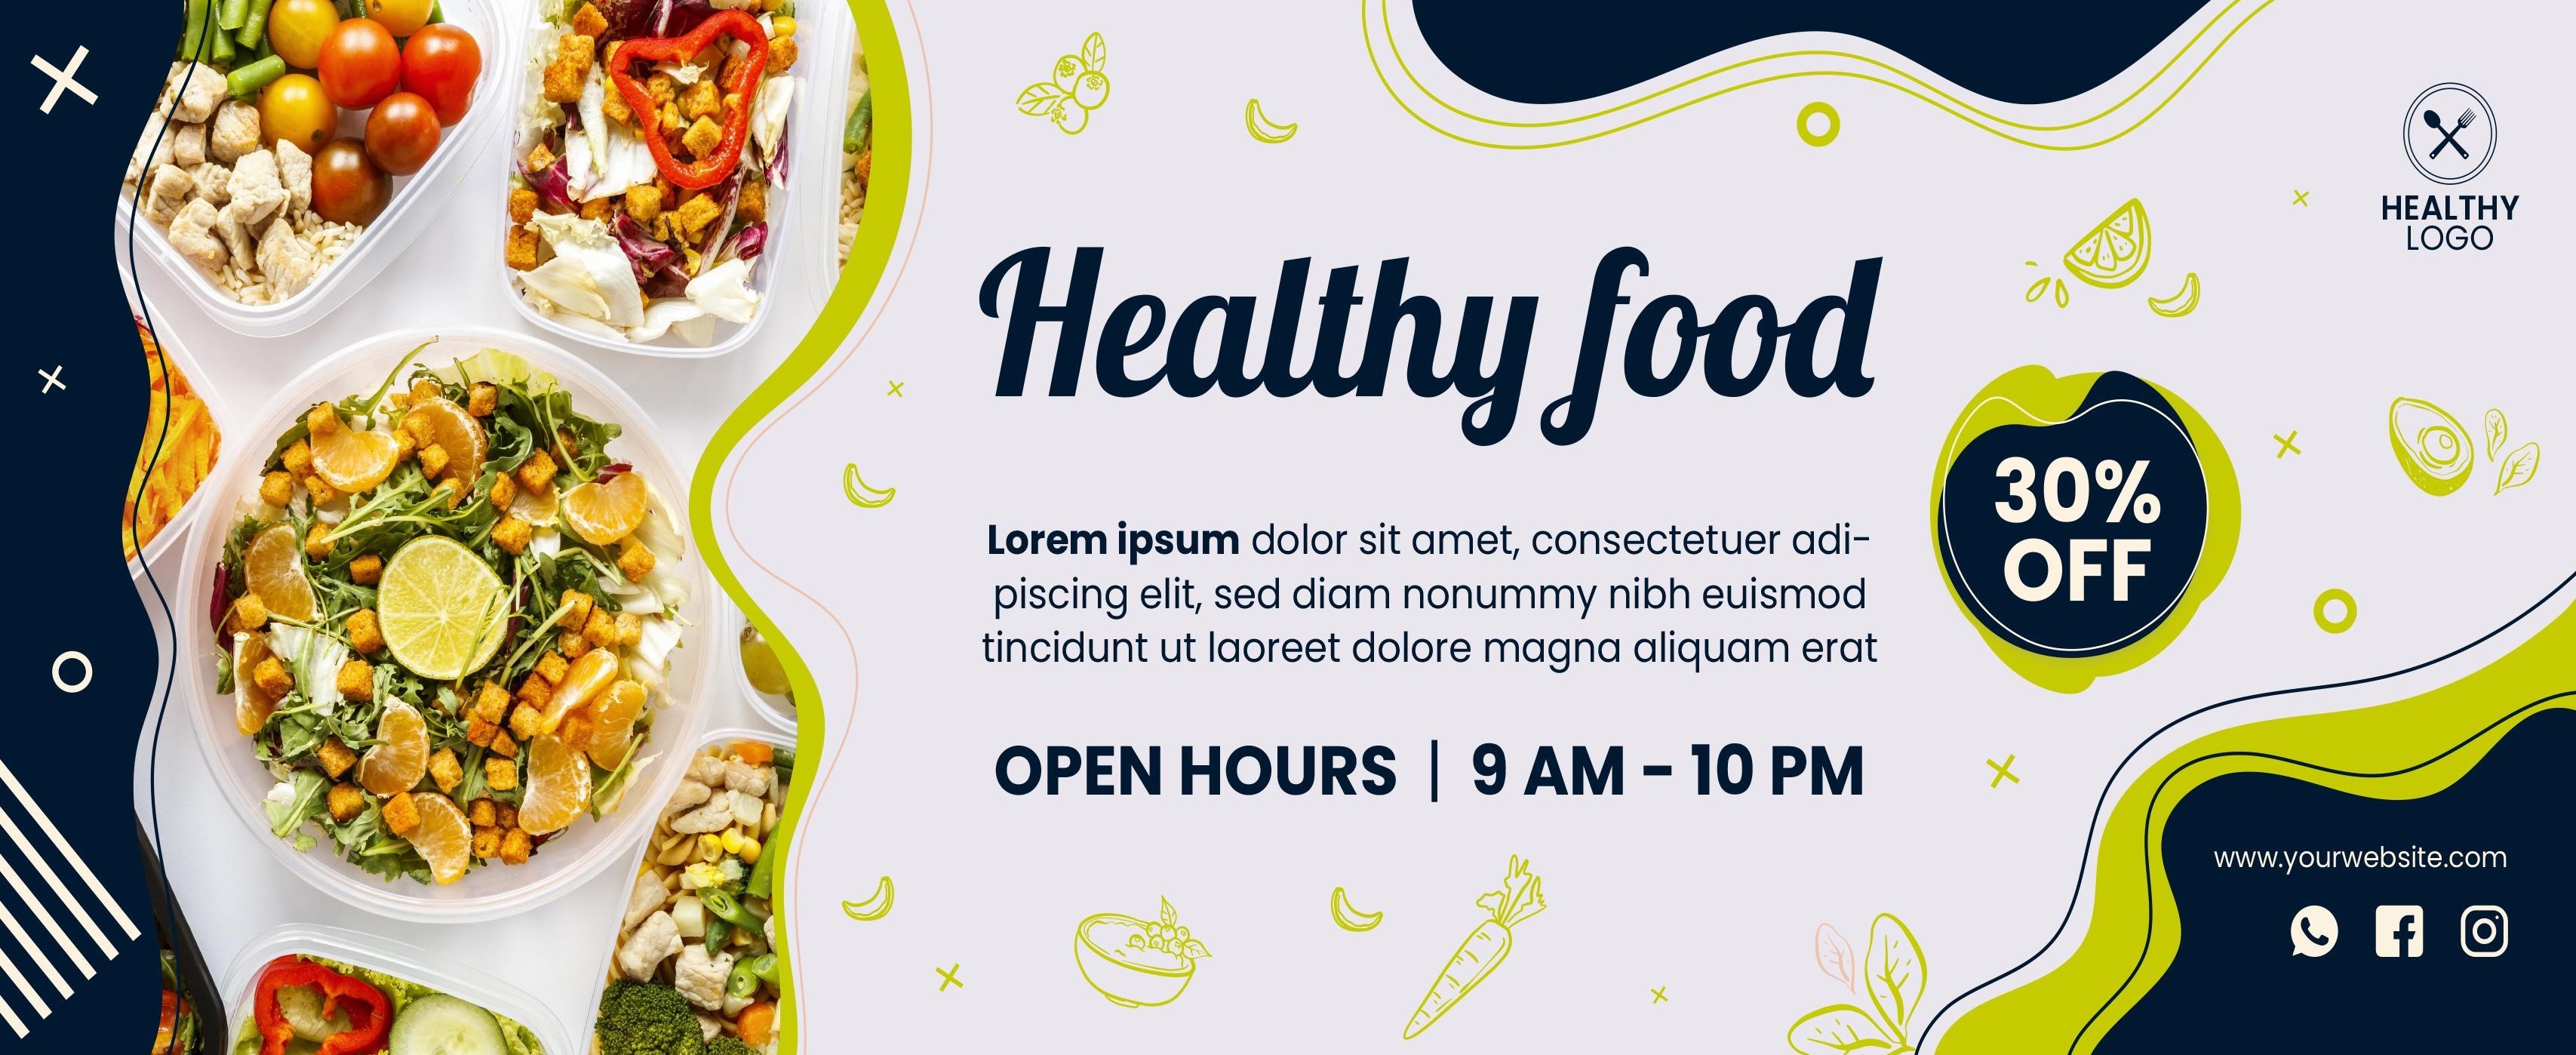 HEALTHY
LOGO
Healthy food
Lorem ipsum dolor sit amet, consectetuer adi-
piscing elit, sed diam nonummy nibh euismod
tincidunt ut laoreet dolore magna aliquam erat
30%
OFF
OPEN HOURS | 9 AM - 10 PM
www.yourwebsite.com